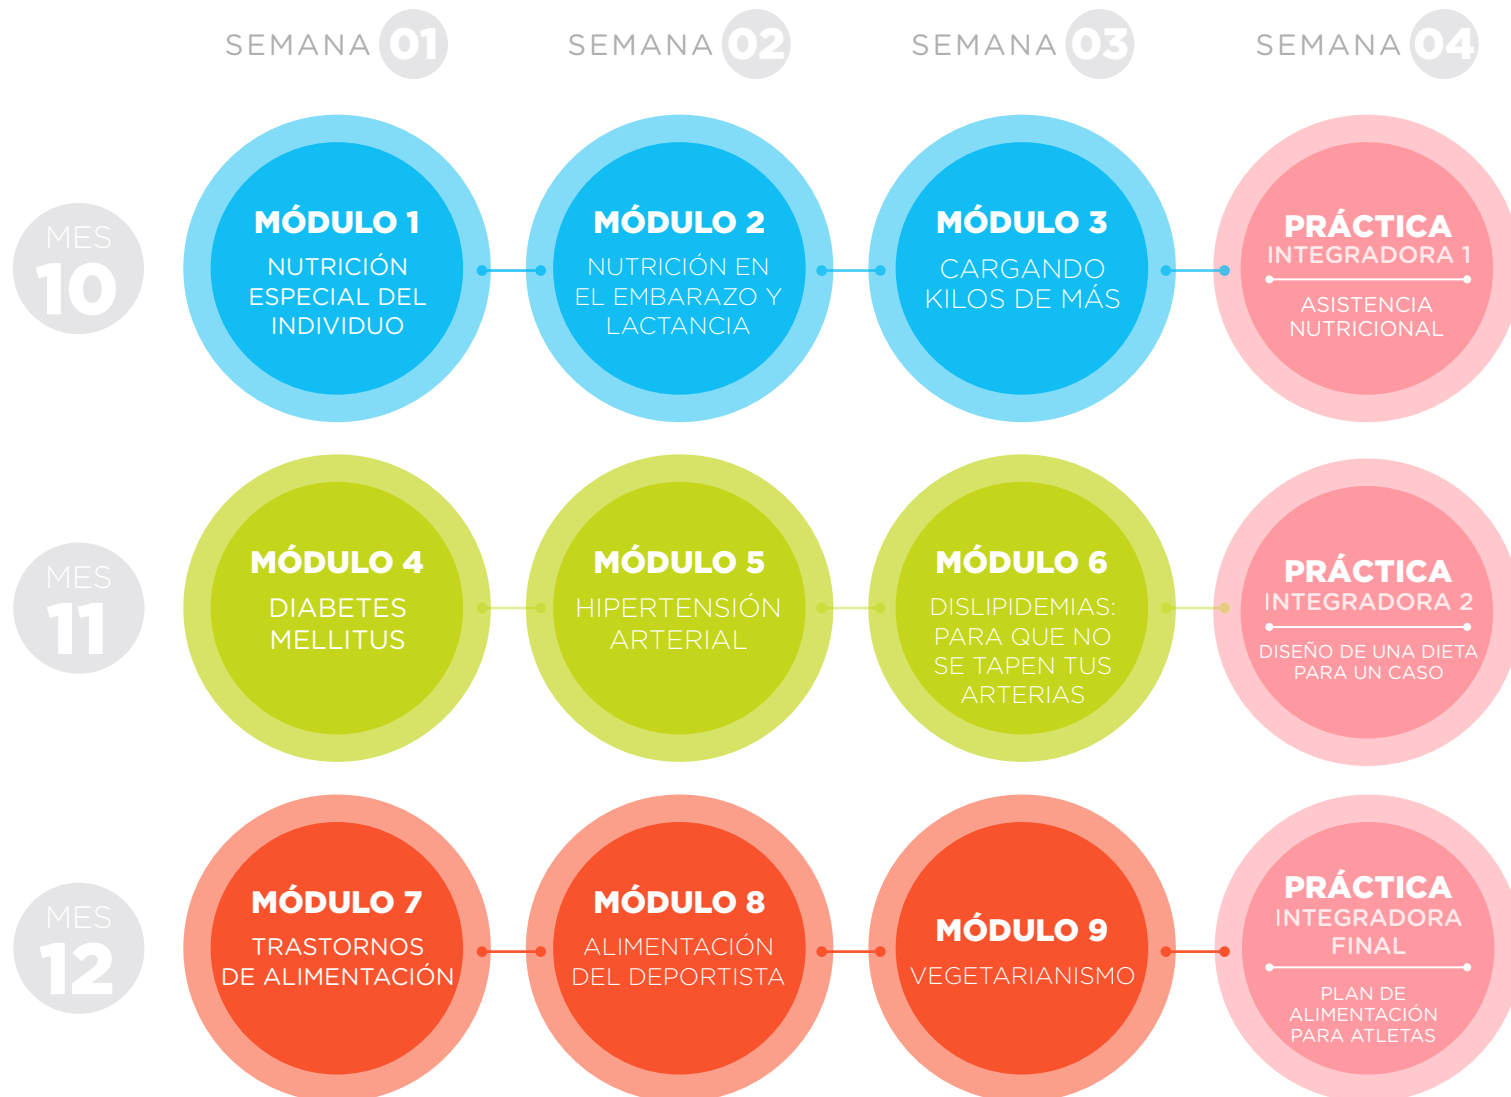 SEMANA 01
SEMANA 02
SEMANA 03
SEMANA 04
MES
10
MÓDULO 1
NUTRICIÓN
ESPECIAL DEL
INDIVIDUO
MÓDULO 2
NUTRICIÓN EN
EL EMBARAZO Y
LACTANCIA
MÓDULO 3
CARGANDO
KILOS DE MÁS
PRÁCTICA
INTEGRADORA 1
ASISTENCIA
NUTRICIONAL
MES
11
MÓDULO 4
DIABETES
MELLITUS
MÓDULO 5
HIPERTENSIÓN
ARTERIAL
MÓDULO 6
DISLIPIDEMIAS:
PARA QUE NO
SE TAPEN TUS
ARTERIAS
PRÁCTICA
INTEGRADORA 2
DISEÑO DE UNA DIETA
PARA UN CASO
MES
12
MÓDULO 7
TRASTORNOS
DE ALIMENTACIÓN
MÓDULO 8
ALIMENTACIÓN
DEL DEPORTISTA
MÓDULO 9
VEGETARIANISMO
PRÁCTICA
INTEGRADORA
FINAL
PLAN DE
ALIMENTACIÓN
PARA ATLETAS